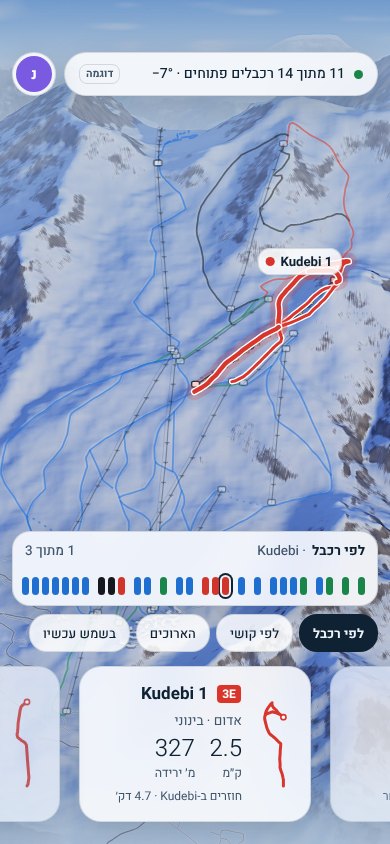 11 מתוך 14 רכבלים פתוחים · ‎−7°
דוגמה
נ
Kudebi 1
לפי רכבל · Kudebi
1 מתוך 3
לפי רכבל
לפי קושי
הארוכים
בשמש עכשיו
3E Kudebi 1
אדום · בינוני
2.5 ק״מ
327 מ׳ ירידה
חוזרים ב-Kudebi · 4.7 דק׳